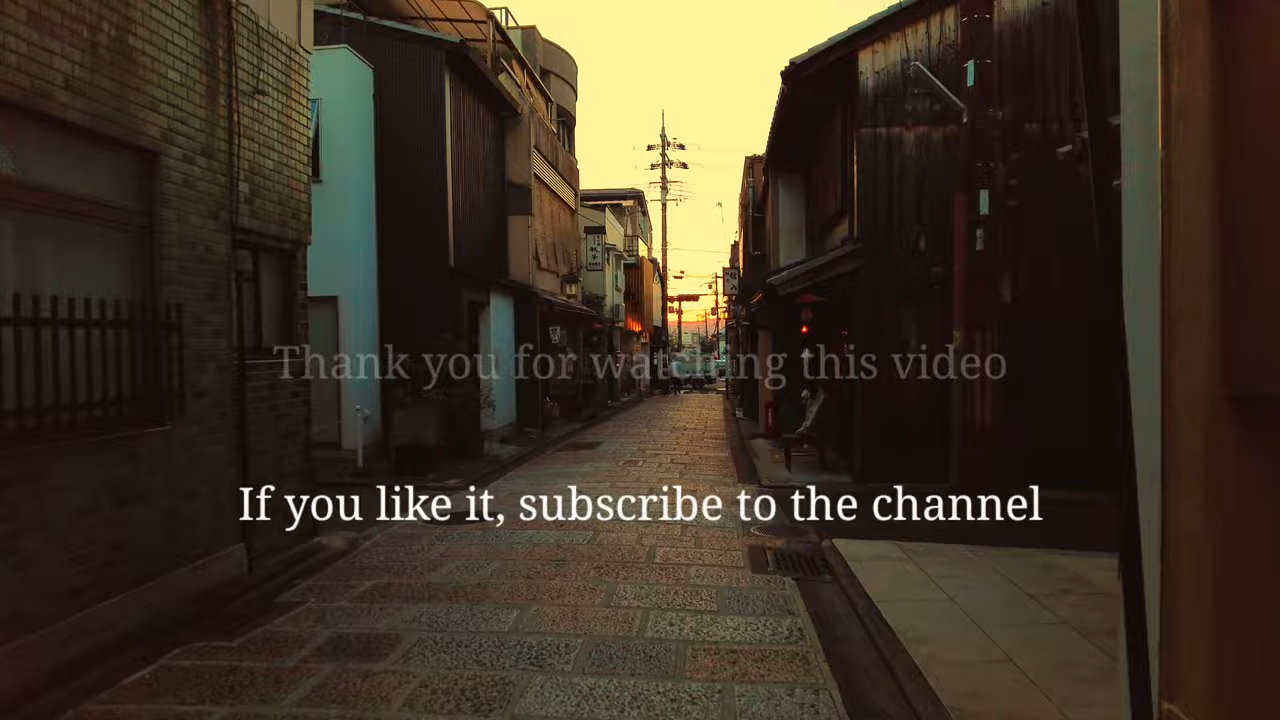 Thank you for watching this video
If you like it, subscribe to the channel